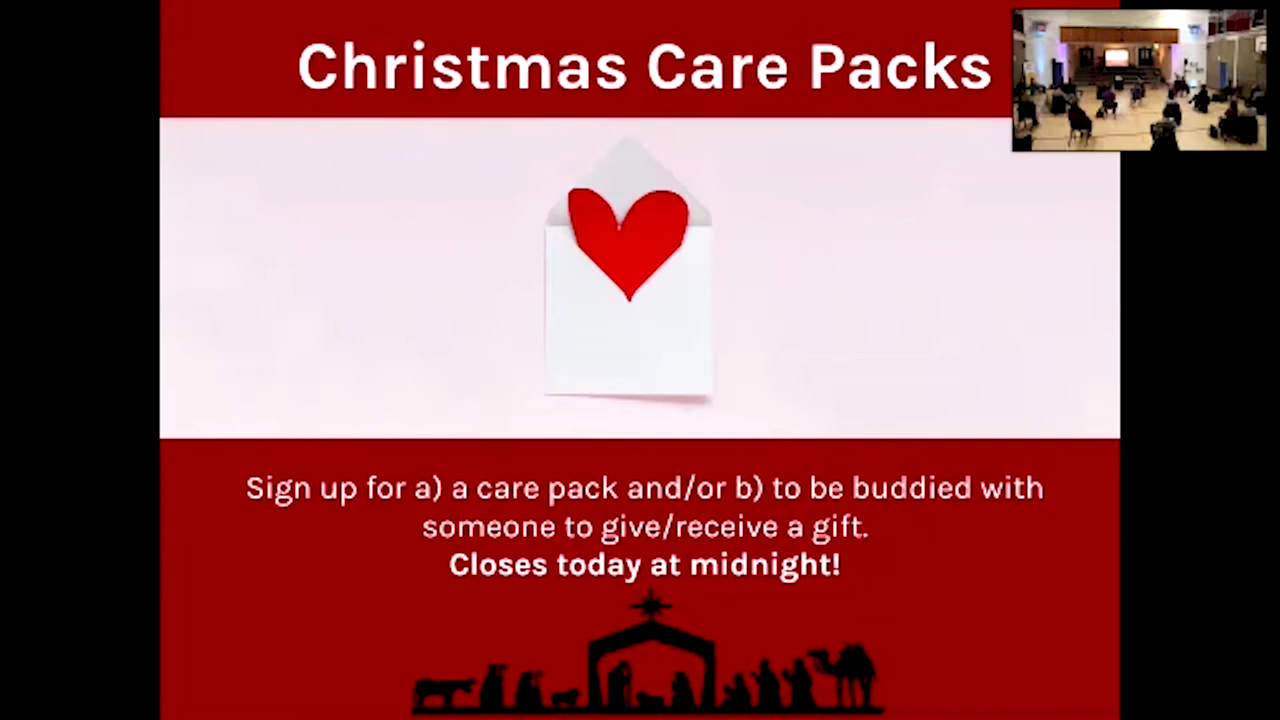 Christmas Care Packs
Sign up for a) a care pack and/or b) to be buddied with
someone to give/receive a gift.
Closes today at midnight!